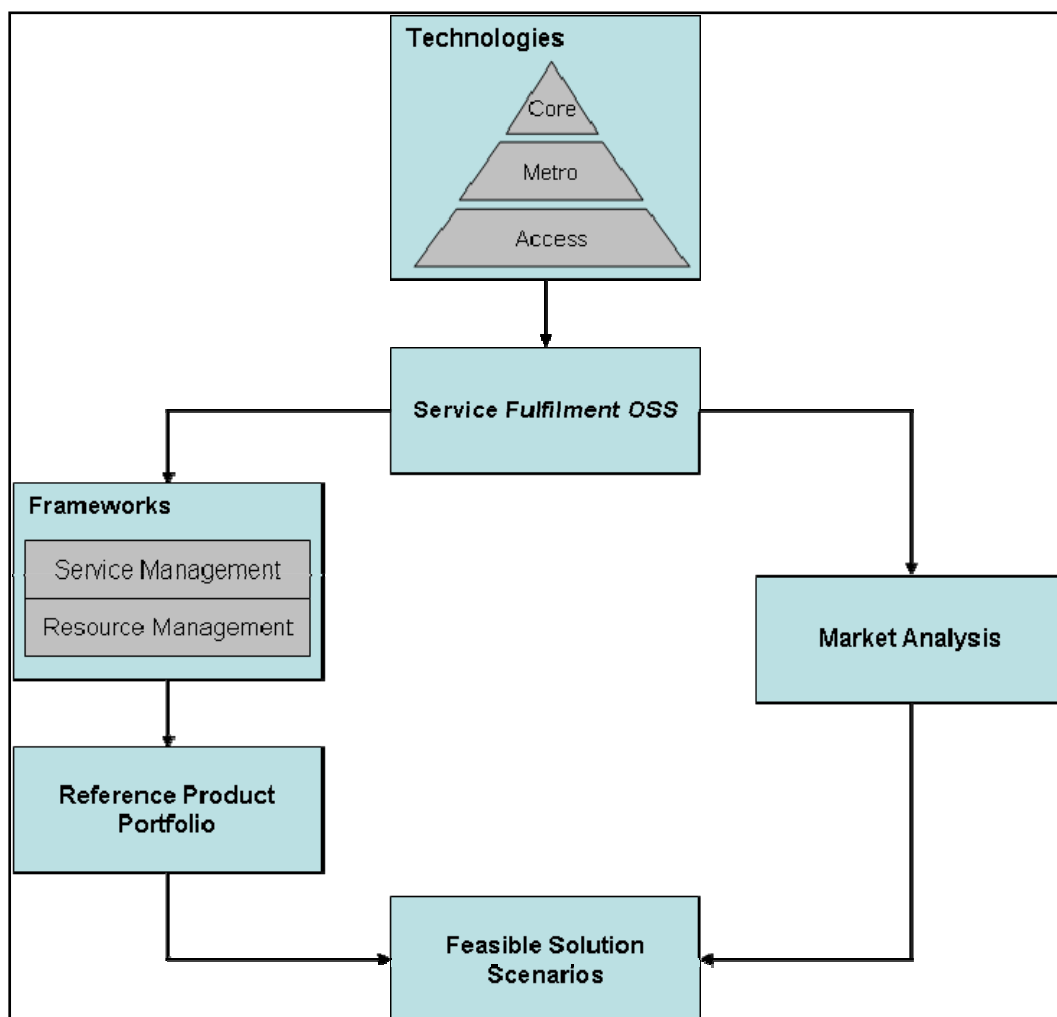 Technologies
Core
Metro
Access
Service Fulfilment OSS
Frameworks
Service Management
Resource Management
Market Analysis
Reference Product
Portfolio
Feasible Solution
Scenarios